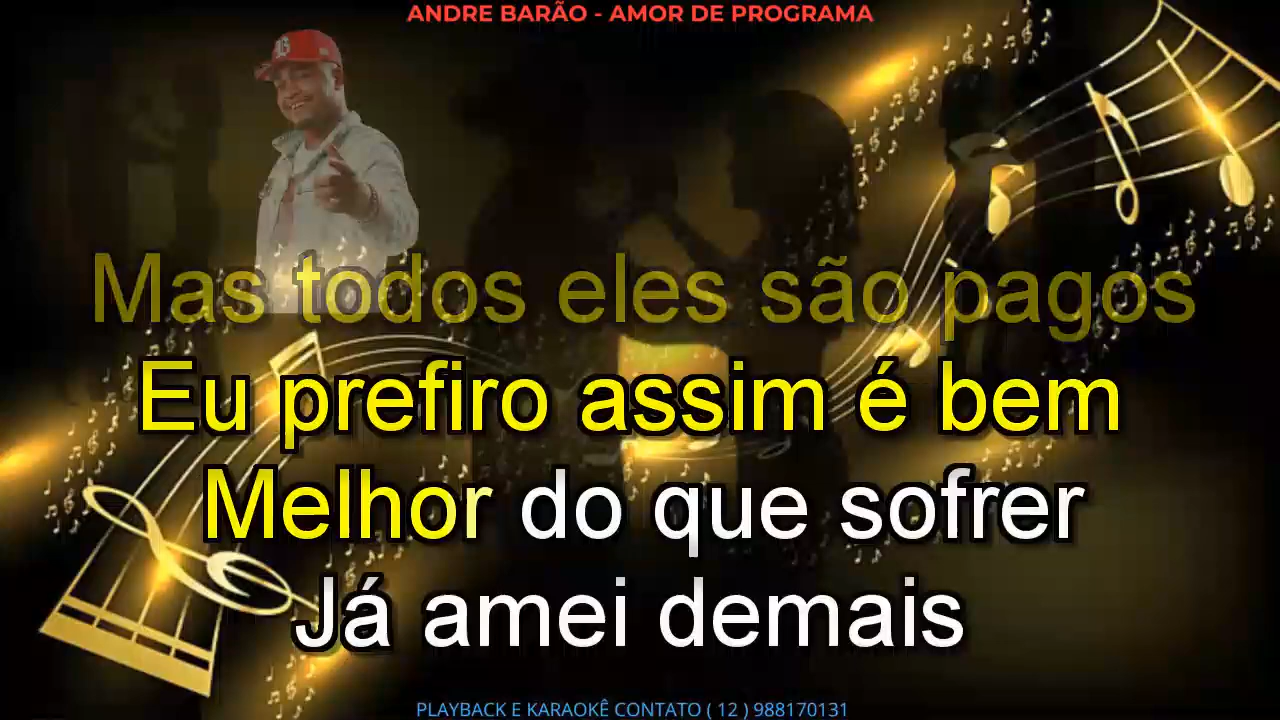 ANDRE BARÃO - AMOR DE PROGRAMA
Mas todos eles são pagos
Eu prefiro assim é bem
Melhor do que sofrer
Já amei demais
PLAYBACK E KARAOKÊ CONTATO ( 12 ) 988170131